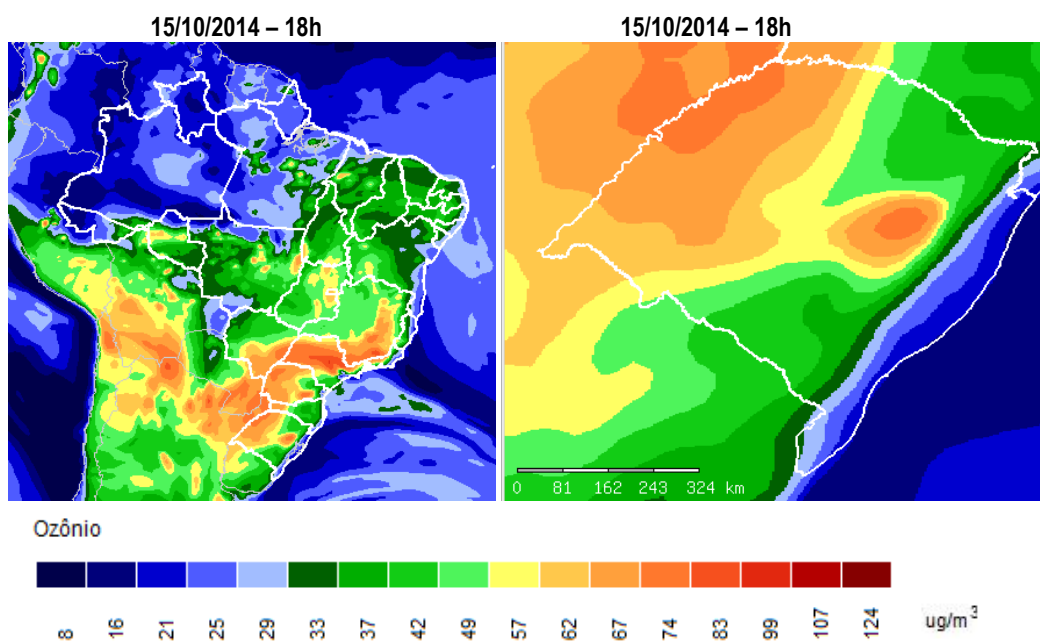 15/10/2014 – 18h 15/10/2014 – 18h
0 81 162 243 324 km
Ozônio
8 16 21 25 29 33 37 42 49 57 62 67 74 83 99 107 124 ug/m³